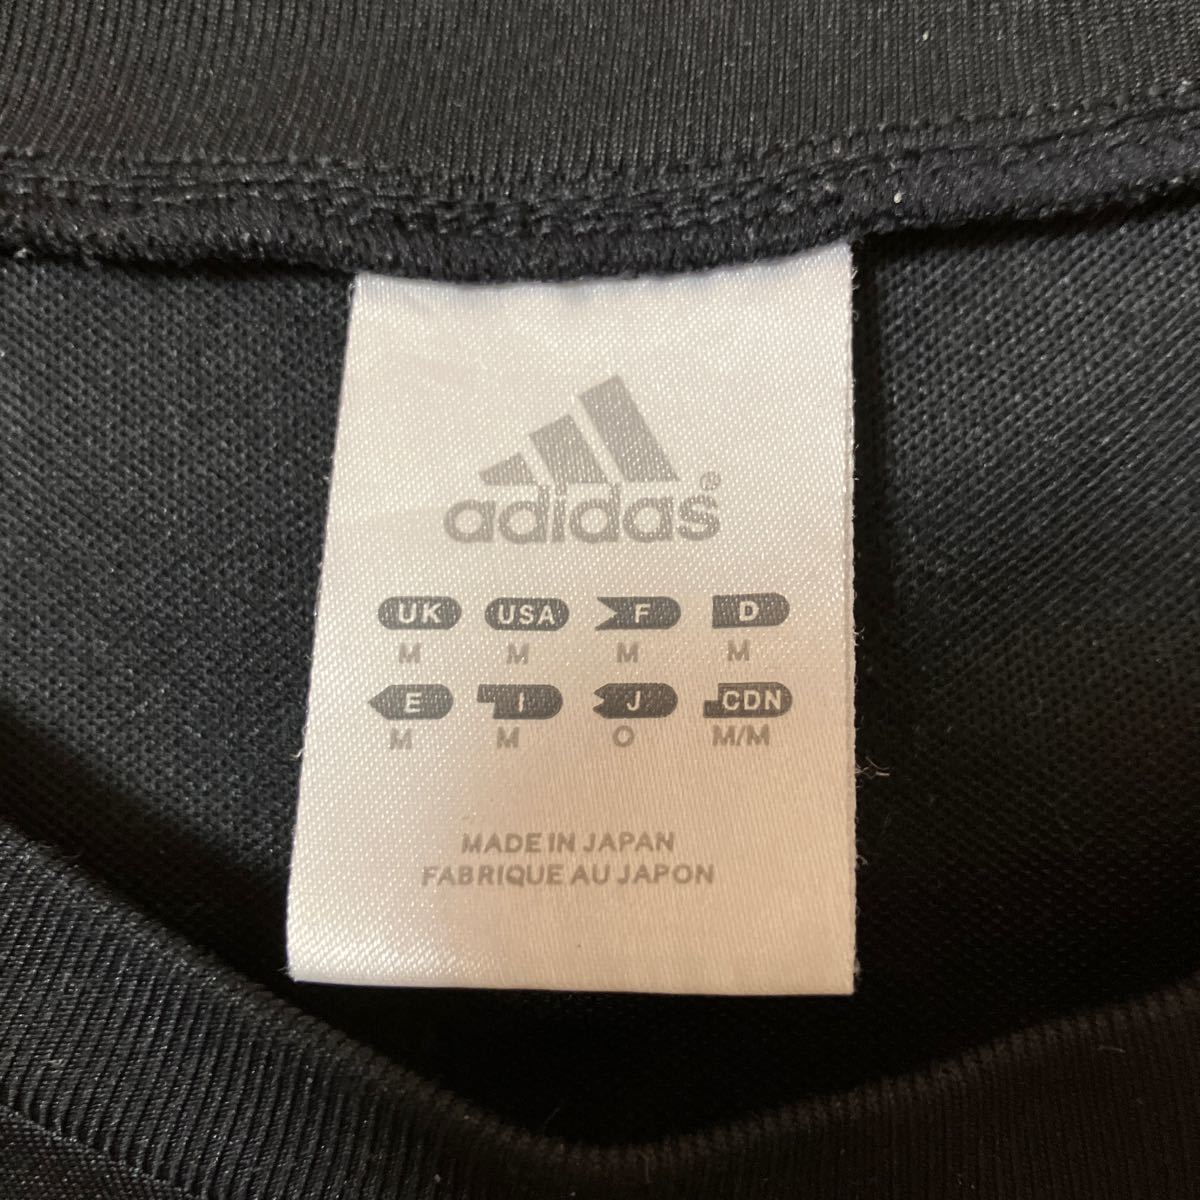 adidas®
UK USA F D
M M M M
E I J CDN
M M O M/M
MADE IN JAPAN
FABRIQUE AU JAPON